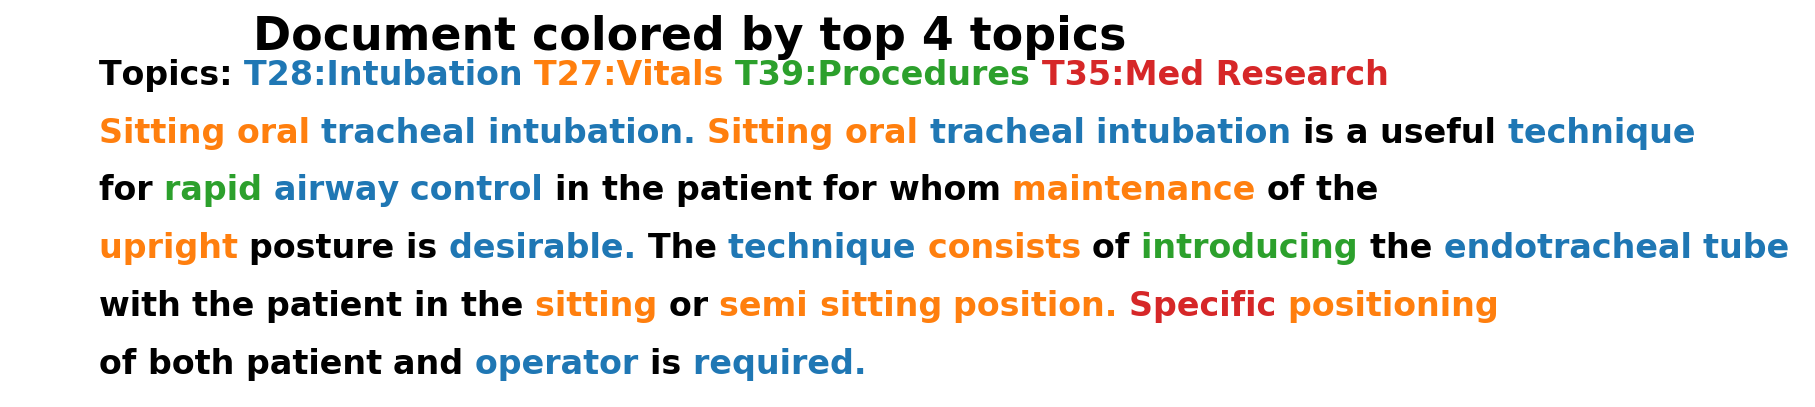 Document colored by top 4 topics
Topics: T28:Intubation T27:Vitals T39:Procedures T35:Med Research
Sitting oral tracheal intubation. Sitting oral tracheal intubation is a useful technique
for rapid airway control in the patient for whom maintenance of the
upright posture is desirable. The technique consists of introducing the endotracheal tube
with the patient in the sitting or semi sitting position. Specific positioning
of both patient and operator is required.